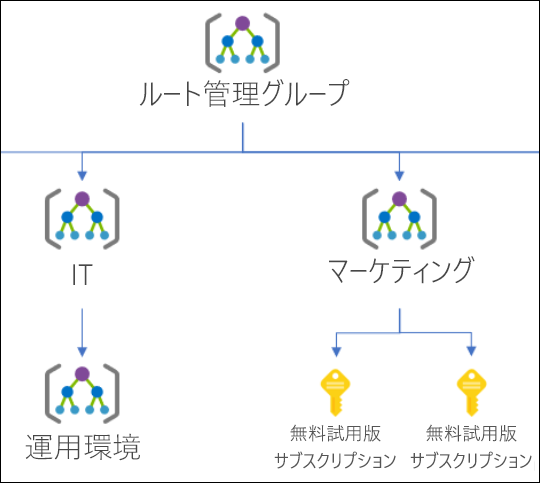 ルート管理グループ
IT
マーケティング
運用環境
無料試用版
サブスクリプション
無料試用版
サブスクリプション